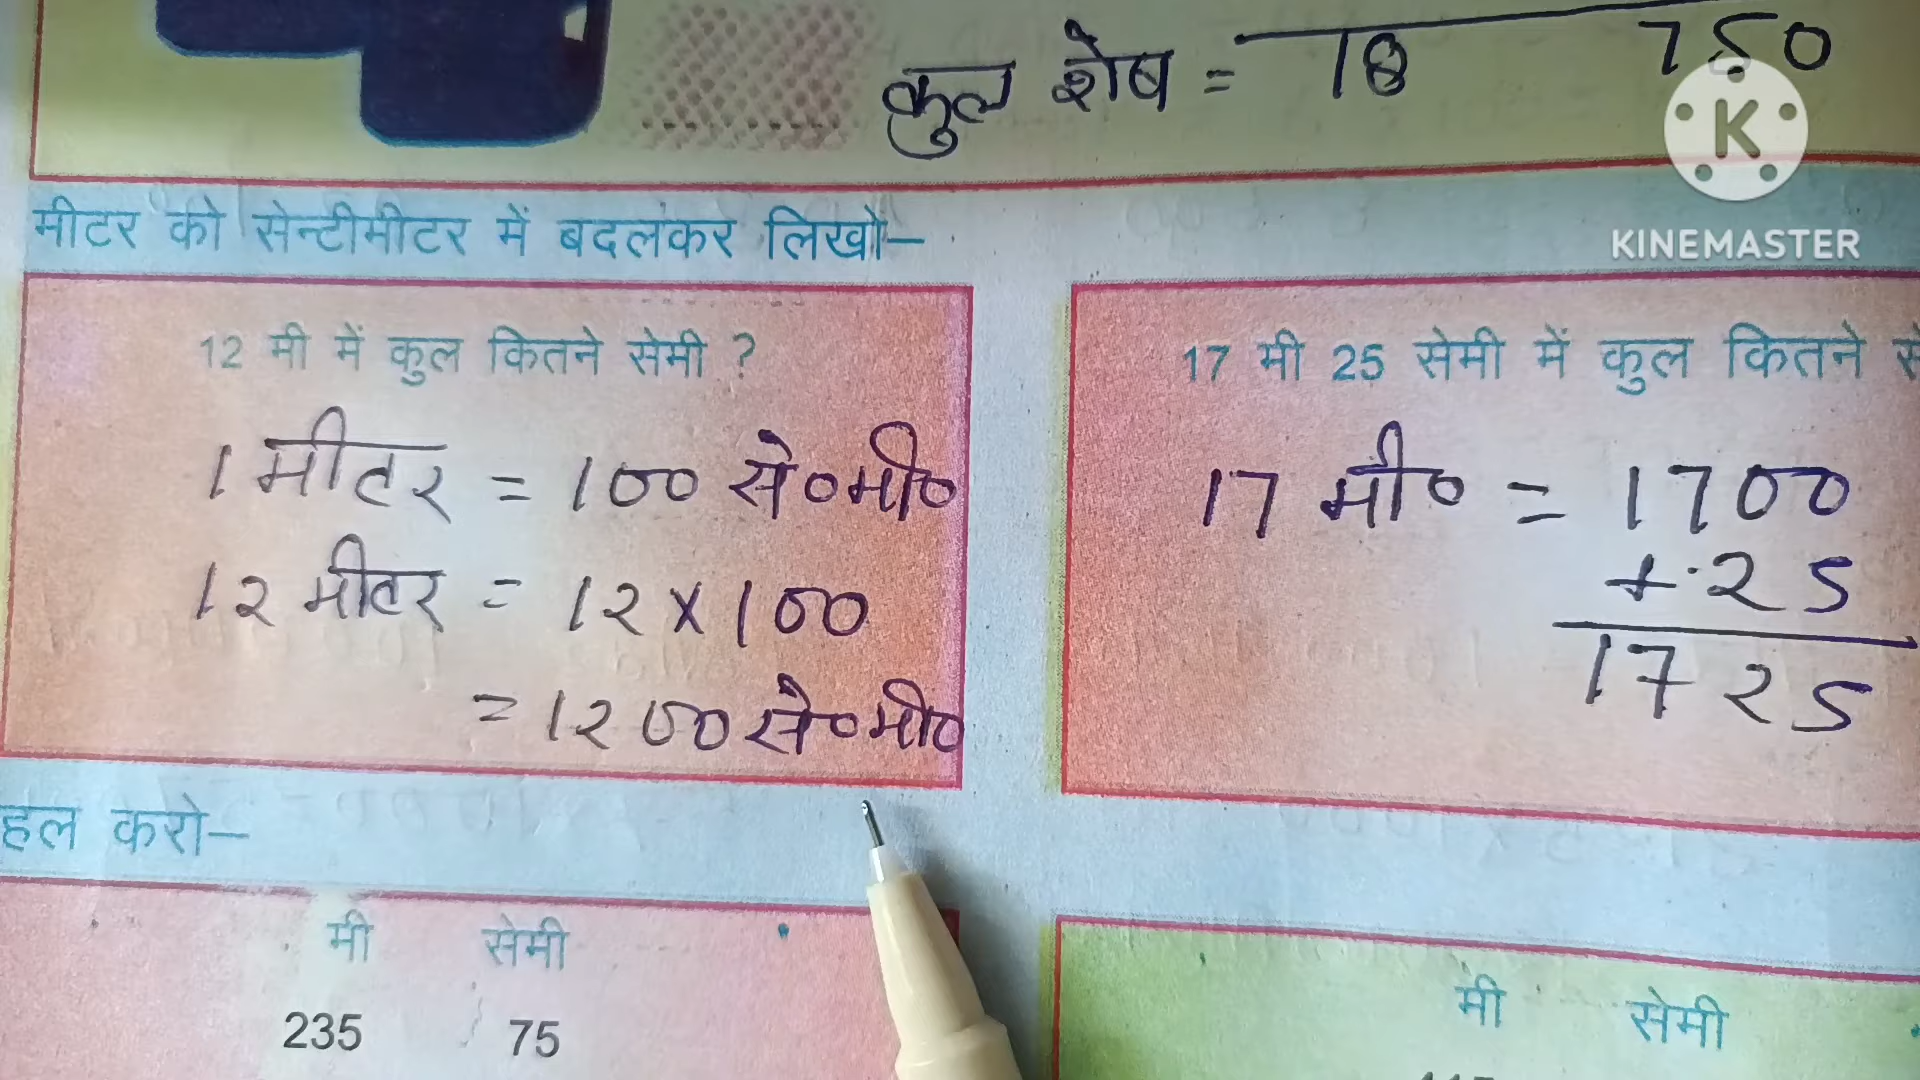 कुल शेष = 18 750
K
KINEMASTER
मीटर को सेन्टीमीटर में बदलकर लिखो–
12 मी में कुल कितने सेमी ?
1 मीटर = 100 से०मी०
12 मीटर = 12 × 100
= 1200 से०मी०
17 मी 25 सेमी में कुल कितने
17 मी० = 1700
+ 25
1725
हल करो–
मी सेमी
235 75
मी सेमी